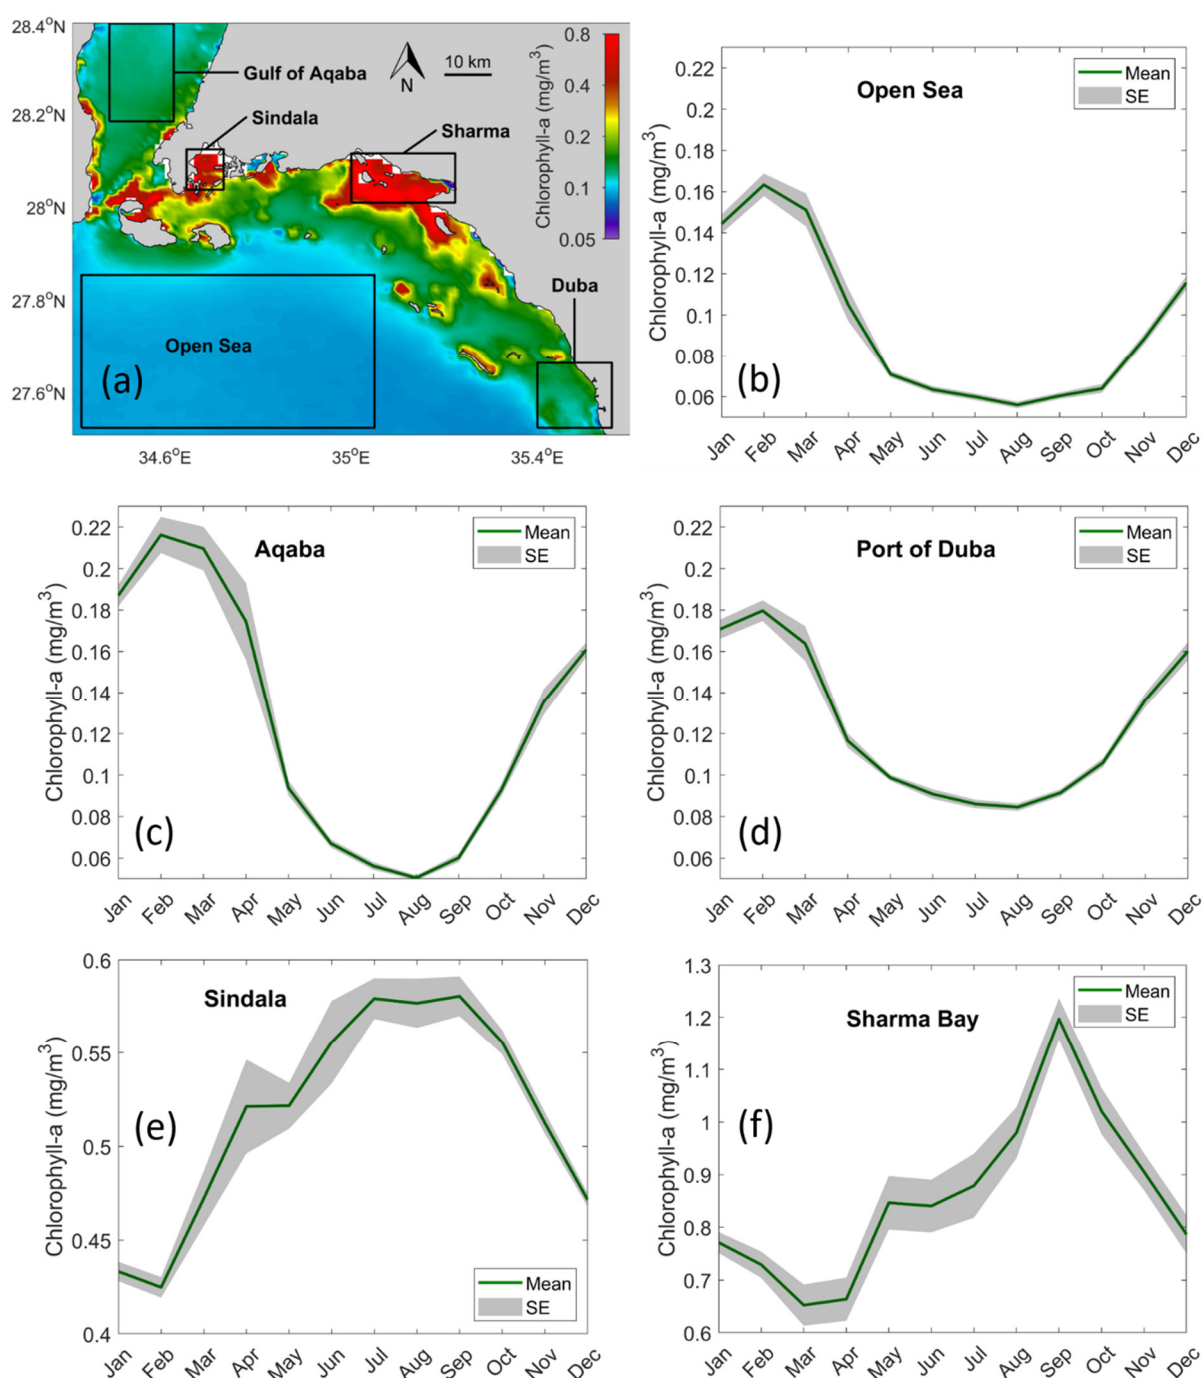 28.4°N
28.2°N
28°N
27.8°N
27.6°N
34.6°E
35°E
35.4°E
Gulf of Aqaba
Sindala
Sharma
Duba
Open Sea
N
10 km
(a)
Chlorophyll-a (mg/m³)
0.8
0.4
0.2
0.1
0.05
Open Sea
Mean
SE
(b)
Chlorophyll-a (mg/m³)
0.22
0.2
0.18
0.16
0.14
0.12
0.1
0.08
0.06
Jan Feb Mar Apr May Jun Jul Aug Sep Oct Nov Dec
Aqaba
Mean
SE
(c)
Chlorophyll-a (mg/m³)
0.22
0.2
0.18
0.16
0.14
0.12
0.1
0.08
0.06
Jan Feb Mar Apr May Jun Jul Aug Sep Oct Nov Dec
Port of Duba
Mean
SE
(d)
Chlorophyll-a (mg/m³)
0.22
0.2
0.18
0.16
0.14
0.12
0.1
0.08
0.06
Jan Feb Mar Apr May Jun Jul Aug Sep Oct Nov Dec
Sindala
(e)
Mean
SE
Chlorophyll-a (mg/m³)
0.6
0.55
0.5
0.45
0.4
Jan Feb Mar Apr May Jun Jul Aug Sep Oct Nov Dec
Sharma Bay
Mean
SE
(f)
Chlorophyll-a (mg/m³)
1.3
1.2
1.1
1
0.9
0.8
0.7
0.6
Jan Feb Mar Apr May Jun Jul Aug Sep Oct Nov Dec